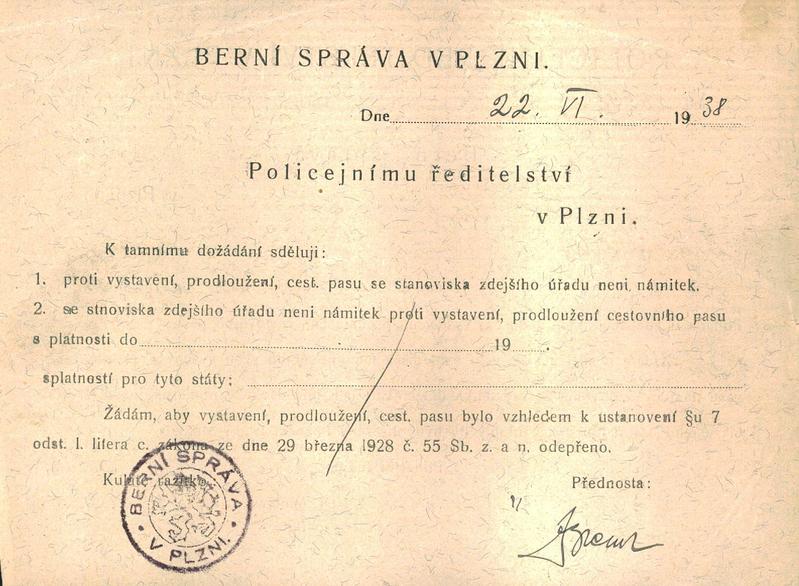 BERNÍ SPRÁVA V PLZNI.
Dne 22. VI. 1938
Policejnímu ředitelství
v Plzni.
K tamnímu dožádání sděluji:
1. proti vystavení, prodloužení, cest. pasu se stanoviska zdejšího úřadu neni námitek.
2. se stnoviska zdejšího úřadu neni námitek proti vystavení, prodloužení cestovního pasu
s platnosti do 19 .
splatností pro tyto státy:
Žádám, aby vystavení, prodloužení, cest. pasu bylo vzhledem k ustanovení §u 7
odst. l. litera c. zákona ze dne 29 března 1928 č. 55 Sb. z. a n. odepřeno.
Kulaté razítko: Přednosta:
BERNÍ SPRÁVA
V PLZNI.